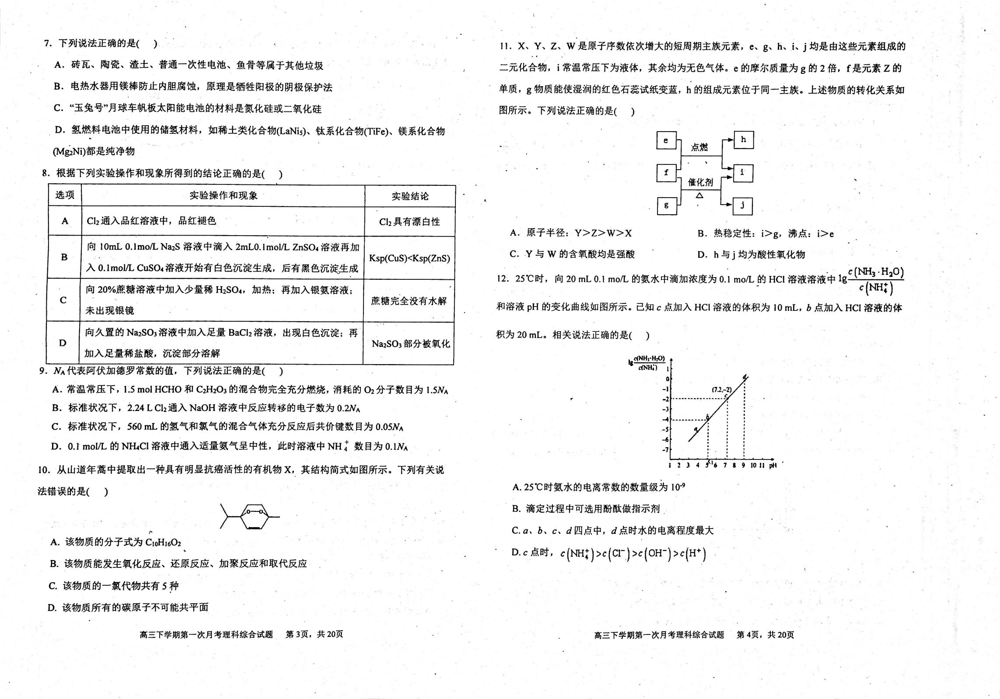 7．下列说法正确的是(　)
A．砖瓦、陶瓷、渣土、普通一次性电池、鱼骨等属于其他垃圾
B．电热水器用镁棒防止内胆腐蚀，原理是牺牲阳极的阴极保护法
C．“玉兔号”月球车帆板太阳能电池的材料是氮化硅或二氧化硅
D．氢燃料电池中使用的储氢材料，如稀土类化合物(LaNi₅)、钛系化合物(TiFe)、镁系化合物
(Mg₂Ni)都是纯净物
8．根据下列实验操作和现象所得到的结论正确的是(　)
选项 实验操作和现象 实验结论
A Cl₂通入品红溶液中，品红褪色 Cl₂具有漂白性
B 向 10mL 0.1mo/L Na₂S 溶液中滴入 2mL0.1mol/L ZnSO₄溶液再加
入 0.1mol/L CuSO₄溶液开始有白色沉淀生成，后有黑色沉淀生成 Ksp(CuS)<Ksp(ZnS)
C 向 20%蔗糖溶液中加入少量稀 H₂SO₄，加热；再加入银氨溶液；
未出现银镜 蔗糖完全没有水解
D 向久置的 Na₂SO₃溶液中加入足量 BaCl₂溶液，出现白色沉淀；再
加入足量稀盐酸，沉淀部分溶解 Na₂SO₃部分被氧化
9．N_A代表阿伏加德罗常数的值，下列说法正确的是(　)
A．常温常压下，1.5 mol HCHO 和 C₂H₂O₃的混合物完全充分燃烧，消耗的 O₂分子数目为 1.5N_A
B．标准状况下，2.24 L Cl₂通入 NaOH 溶液中反应转移的电子数为 0.2N_A
C．标准状况下，560 mL 的氢气和氯气的混合气体充分反应后共价键数目为 0.05N_A
D．0.1 mol/L 的 NH₄Cl 溶液中通入适量氨气呈中性，此时溶液中 NH₄⁺ 数目为 0.1N_A
10．从山道年蒿中提取出一种具有明显抗癌活性的有机物 X，其结构简式如图所示。下列有关说
法错误的是(　)
O O
A. 该物质的分子式为 C₁₀H₁₆O₂
B. 该物质能发生氧化反应、还原反应、加聚反应和取代反应
C. 该物质的一氯代物共有 5 种
D. 该物质所有的碳原子不可能共平面
高三下学期第一次月考理科综合试题　第 3页，共 20页
11．X、Y、Z、W 是原子序数依次增大的短周期主族元素，e、g、h、i、j 均是由这些元素组成的
二元化合物，i 常温常压下为液体，其余均为无色气体。e 的摩尔质量为 g 的 2 倍，f 是元素 Z 的
单质，g 物质能使湿润的红色石蕊试纸变蓝，h 的组成元素位于同一主族。上述物质的转化关系如
图所示。下列说法正确的是(　)
e 点燃 h
f 催化剂 i
△
g j
A．原子半径：Y＞Z＞W＞X B．热稳定性：i＞g，沸点：i＞e
C．Y 与 W 的含氧酸均是强酸 D．h 与 j 均为酸性氧化物
12．25℃时，向 20 mL 0.1 mo/L 的氨水中滴加浓度为 0.1 mo/L 的 HCl 溶液溶液中 lg c(NH₃·H₂O)/c(NH₄⁺)
和溶液 pH 的变化曲线如图所示。已知 c 点加入 HCl 溶液的体积为 10 mL，b 点加入 HCl 溶液的体
积为 20 mL。相关说法正确的是(　)
lg c(NH₃·H₂O)/c(NH₄⁺)
1
0 d
-1 (7.2,-2)
-2 c
-3
-4 b
-5 a
-6
-7
1 2 3 4 5 5.1 6 7 8 9 10 11 pH
A. 25℃时氨水的电离常数的数量级为 10⁻⁹
B. 滴定过程中可选用酚酞做指示剂
C. a、b、c、d 四点中，d 点时水的电离程度最大
D. c 点时，c(NH₄⁺)>c(Cl⁻)>c(OH⁻)>c(H⁺)
高三下学期第一次月考理科综合试题　第 4页，共 20页